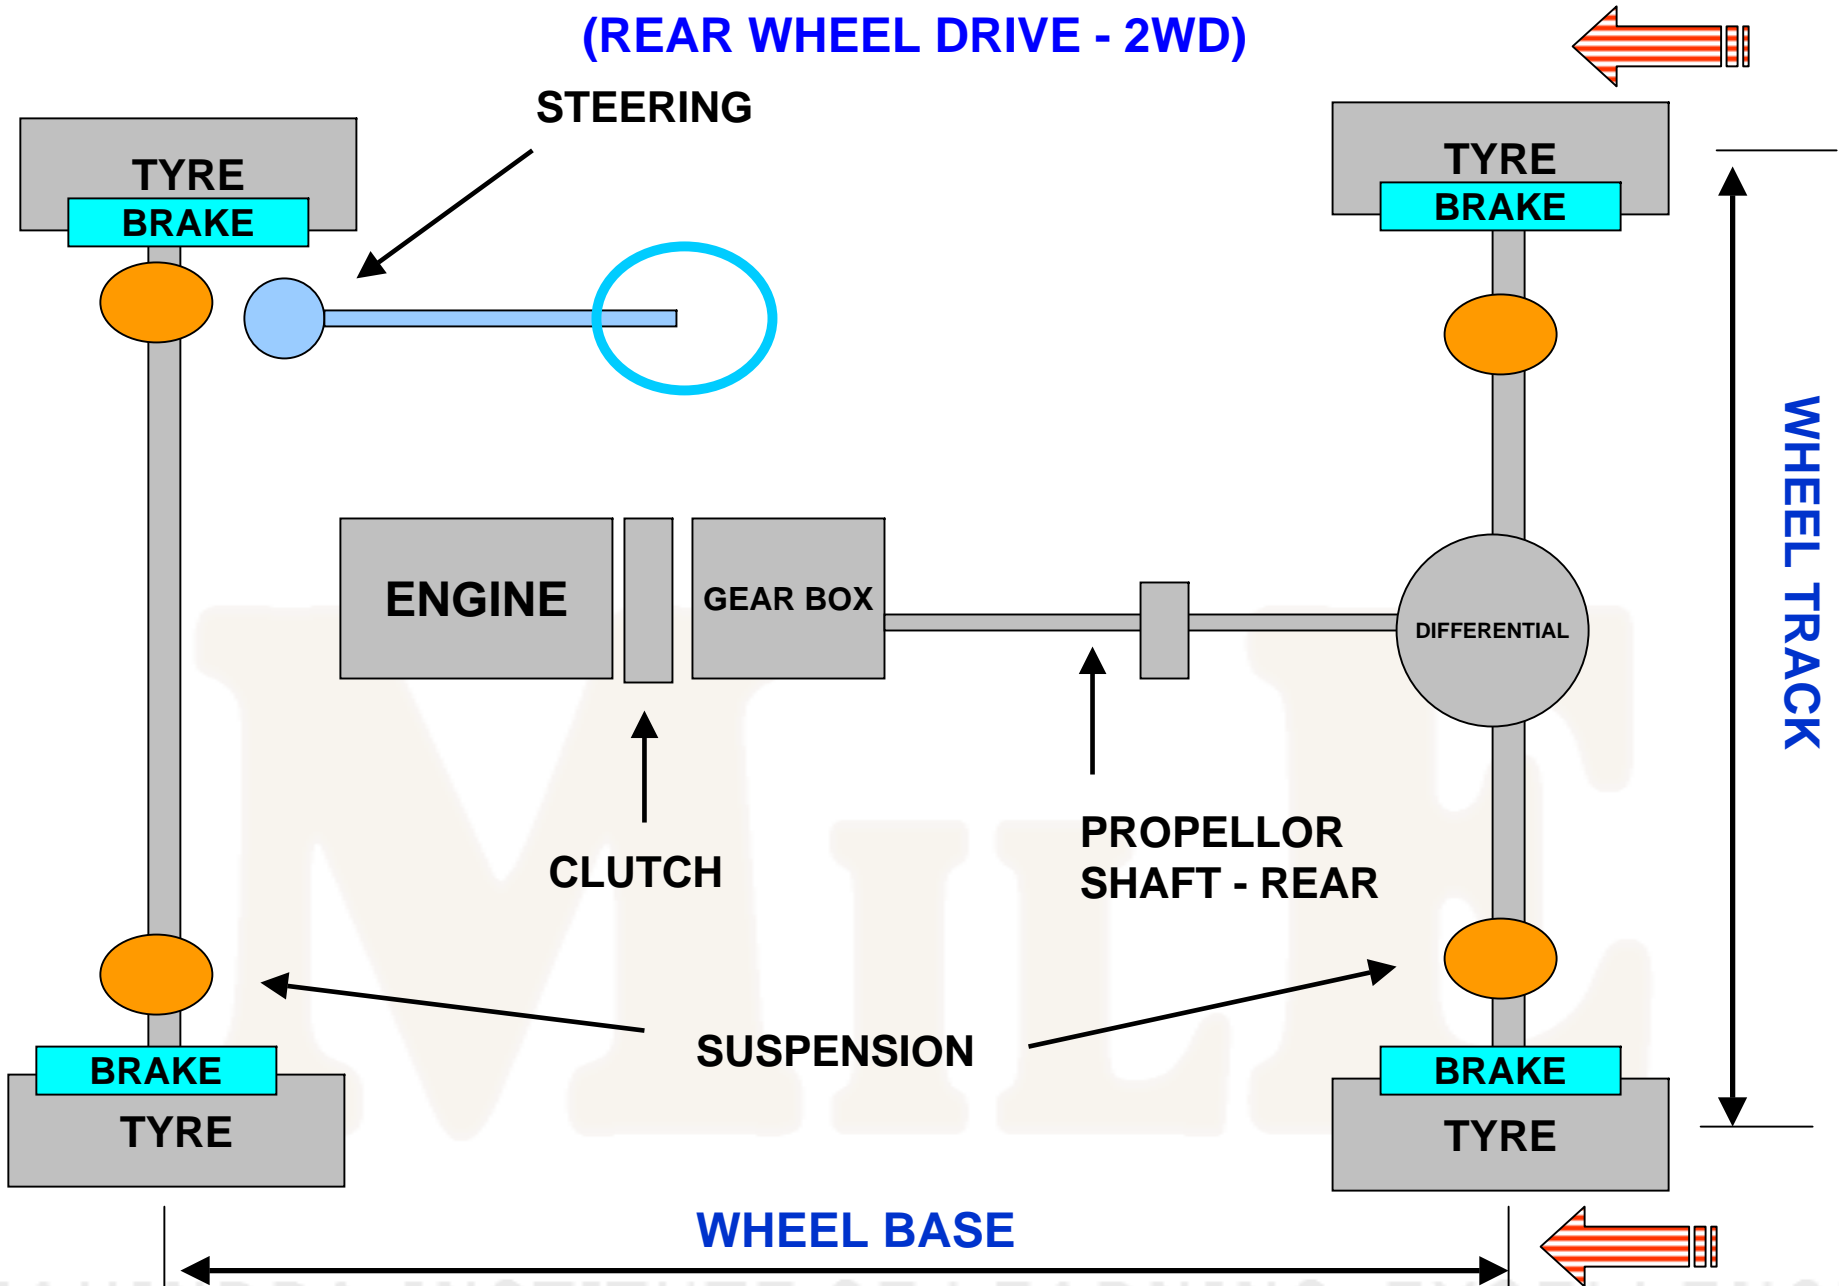 (REAR WHEEL DRIVE - 2WD)
STEERING
TYRE
BRAKE
TYRE
BRAKE
WHEEL TRACK
ENGINE
GEAR BOX
DIFFERENTIAL
CLUTCH
PROPELLOR
SHAFT - REAR
SUSPENSION
BRAKE
TYRE
BRAKE
TYRE
WHEEL BASE
MILE